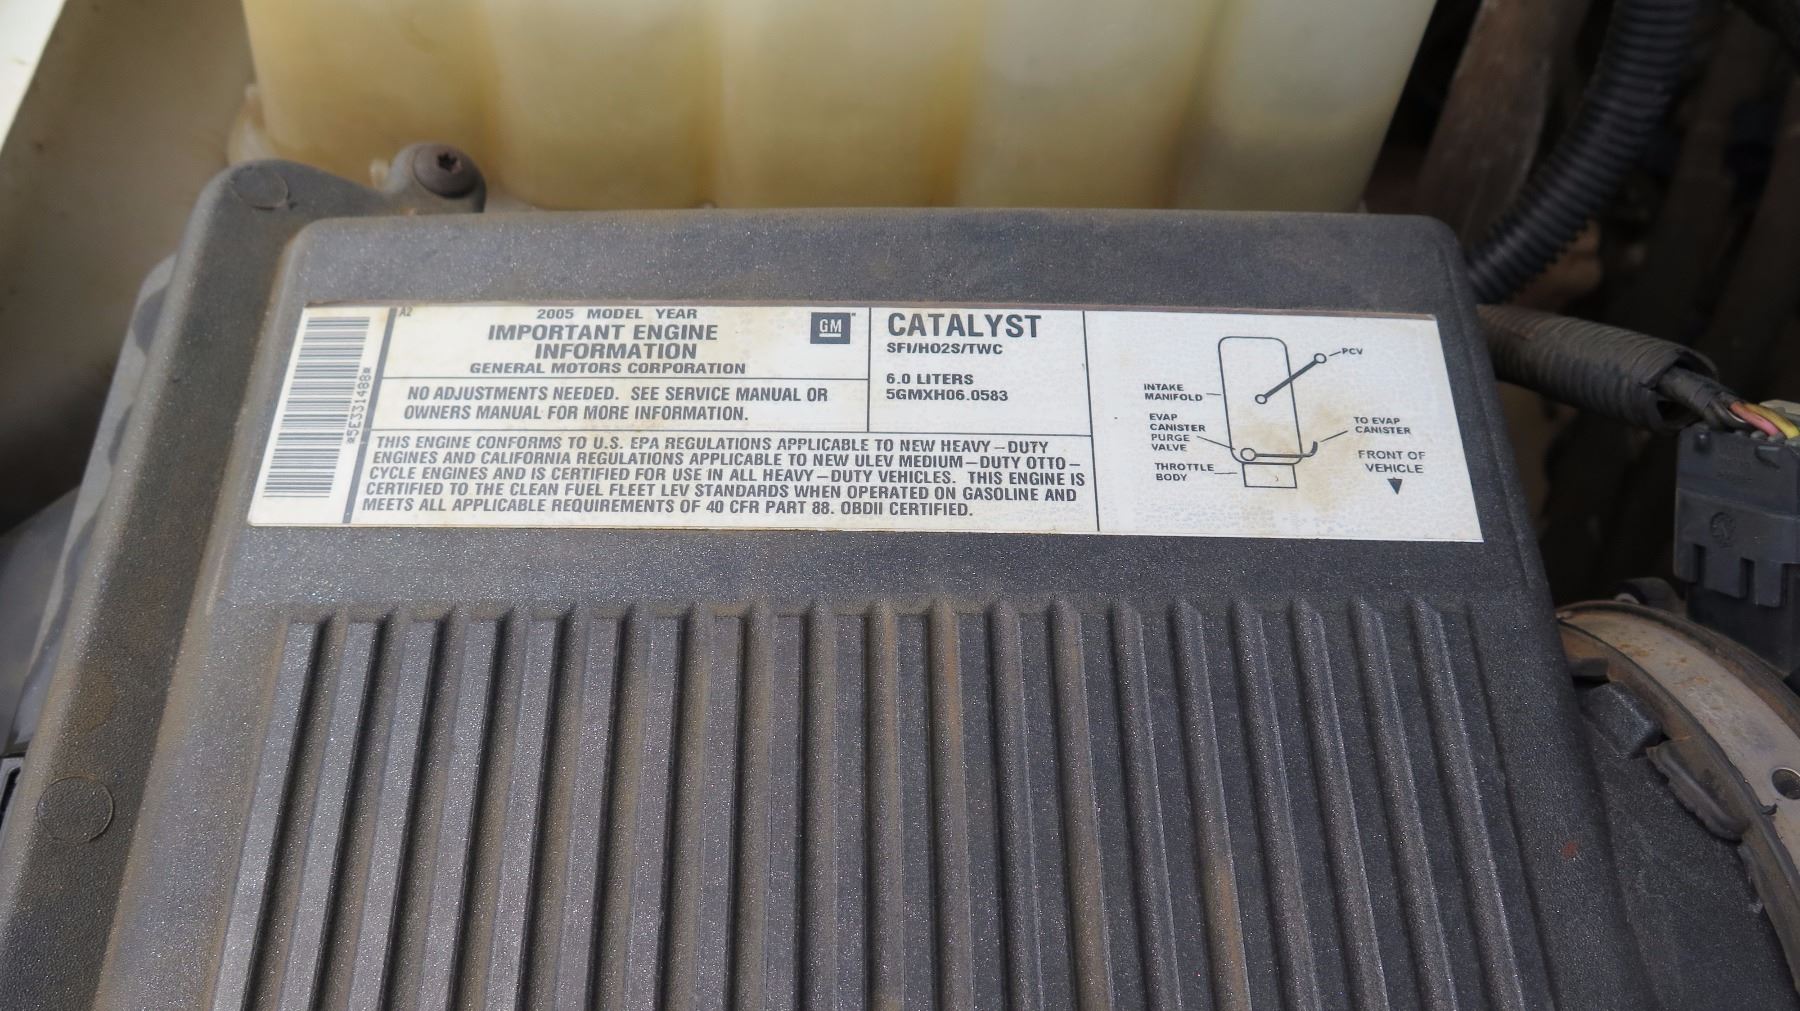 *5E331488*
A2
2005 MODEL YEAR
IMPORTANT ENGINE
INFORMATION
GENERAL MOTORS CORPORATION
GM
NO ADJUSTMENTS NEEDED. SEE SERVICE MANUAL OR
OWNERS MANUAL FOR MORE INFORMATION.
CATALYST
SFI/HO2S/TWC
6.0 LITERS
5GMXH06.0583
THIS ENGINE CONFORMS TO U.S. EPA REGULATIONS APPLICABLE TO NEW HEAVY-DUTY
ENGINES AND CALIFORNIA REGULATIONS APPLICABLE TO NEW ULEV MEDIUM-DUTY OTTO-
CYCLE ENGINES AND IS CERTIFIED FOR USE IN ALL HEAVY-DUTY VEHICLES. THIS ENGINE IS
CERTIFIED TO THE CLEAN FUEL FLEET LEV STANDARDS WHEN OPERATED ON GASOLINE AND
MEETS ALL APPLICABLE REQUIREMENTS OF 40 CFR PART 88. OBDII CERTIFIED.
PCV
INTAKE
MANIFOLD
EVAP
CANISTER
PURGE
VALVE
THROTTLE
BODY
TO EVAP
CANISTER
FRONT OF
VEHICLE